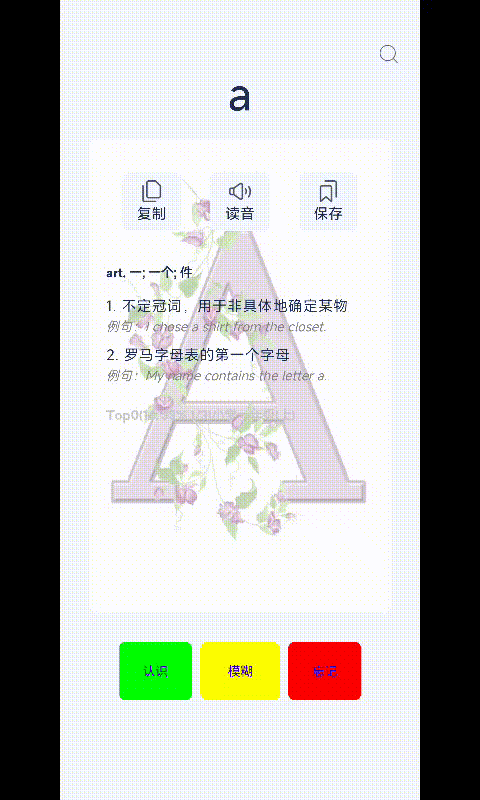 a
复制 读音 保存
art. 一; 一个; 件
1. 不定冠词，用于非具体地确定某物
例句：I chose a shirt from the closet.
2. 罗马字母表的第一个字母
例句：My name contains the letter a.
认识 模糊 忘记